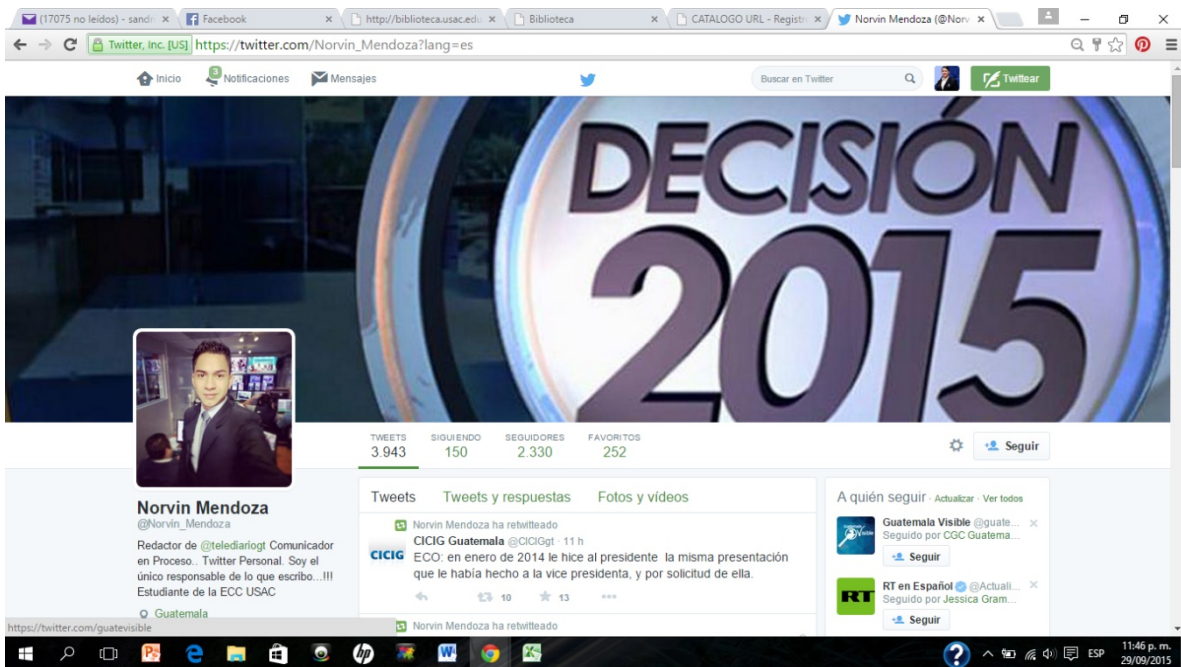 (17075 no leídos) - sandr
Facebook
http://biblioteca.usac.edu
Biblioteca
CATALOGO URL - Registr
Norvin Mendoza (@Norv
Twitter, Inc. [US]
https://twitter.com/Norvin_Mendoza?lang=es
Inicio
3
Notificaciones
Mensajes
Buscar en Twitter
Twittear
DECISIÓN
2015
TWEETS
3.943
SIGUIENDO
150
SEGUIDORES
2.330
FAVORITOS
252
Seguir
Norvin Mendoza
@Norvin_Mendoza
Redactor de @telediariogt Comunicador
en Proceso.. Twitter Personal. Soy el
único responsable de lo que escribo...!!!
Estudiante de la ECC USAC
Guatemala
https://twitter.com/guatevisible
Tweets
Tweets y respuestas
Fotos y vídeos
Norvin Mendoza ha retwitteado
CICIG
CICIG Guatemala @CICIGgt · 11 h
ECO: en enero de 2014 le hice al presidente la misma presentación
que le había hecho a la vice presidenta, y por solicitud de ella.
10
13
Norvin Mendoza ha retwitteado
A quién seguir · Actualizar · Ver todos
Guatemala Visible @guate...
Seguido por CGC Guatema...
Seguir
RT
RT en Español @Actuali...
Seguido por Jessica Gram...
Seguir
ESP
11:46 p. m.
29/09/2015